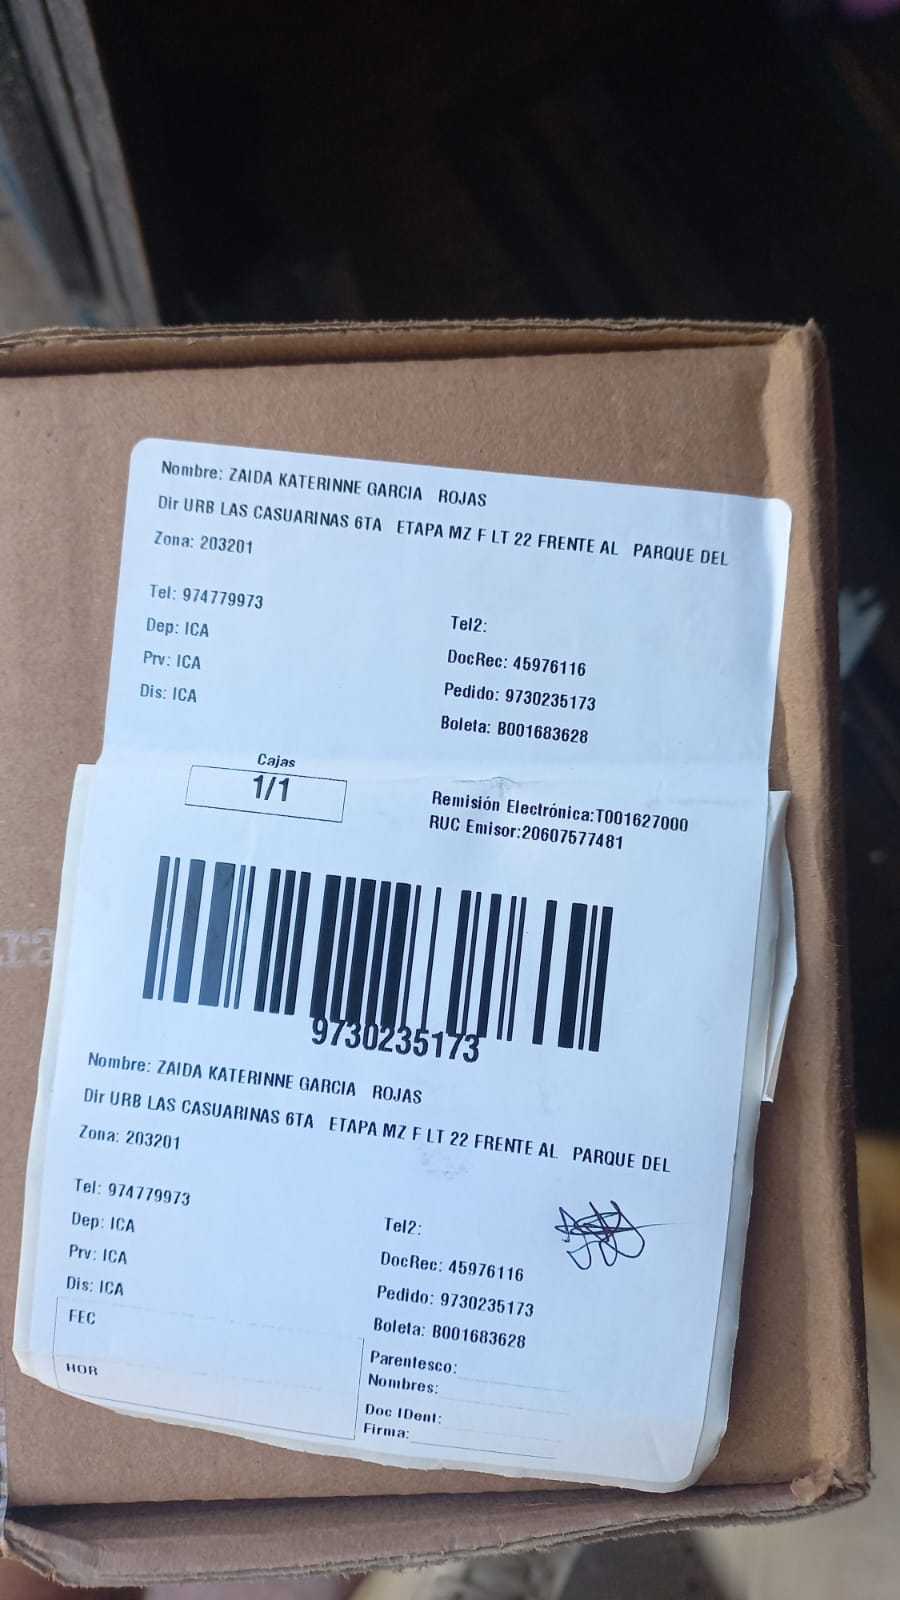 Nombre: ZAIDA KATERINNE GARCIA ROJAS
Dir URB LAS CASUARINAS 6TA ETAPA MZ F LT 22 FRENTE AL PARQUE DEL
Zona: 203201
Tel: 974779973
Tel2:
Dep: ICA
DocRec: 45976116
Prv: ICA
Pedido: 9730235173
Dis: ICA
Boleta: B001683628
Cajas
1/1
Remisión Electrónica:T001627000
RUC Emisor:20607577481
9730235173
Nombre: ZAIDA KATERINNE GARCIA ROJAS
Dir URB LAS CASUARINAS 6TA ETAPA MZ F LT 22 FRENTE AL PARQUE DEL
Zona: 203201
Tel: 974779973
Tel2:
Dep: ICA
DocRec: 45976116
Prv: ICA
Pedido: 9730235173
Dis: ICA
Boleta: B001683628
FEC
HOR
Parentesco:
Nombres:
Doc IDent:
Firma: